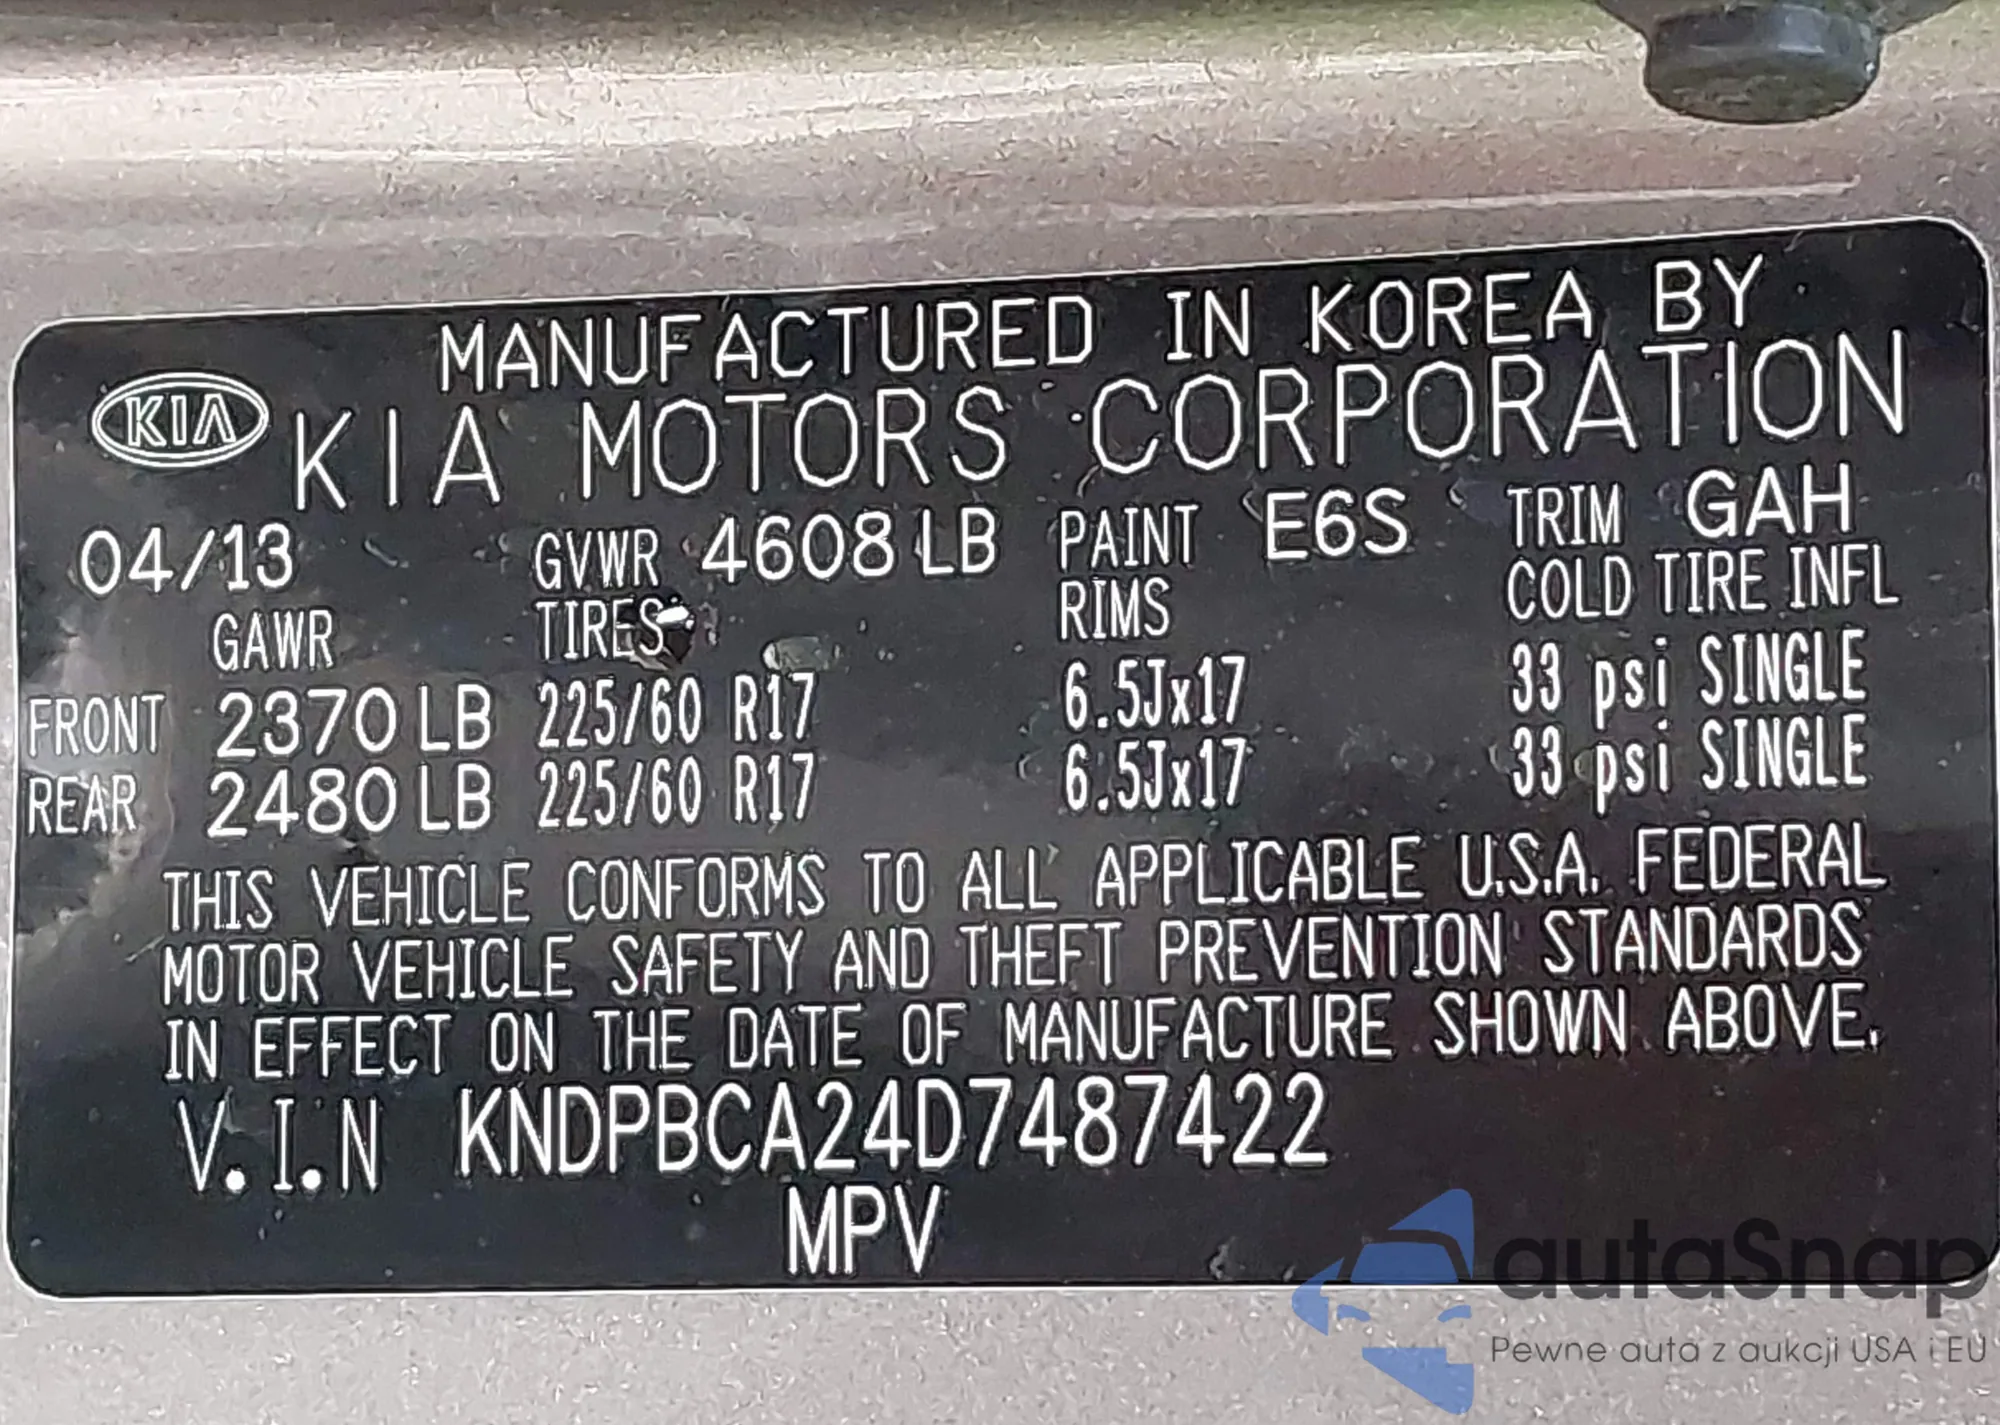 MANUFACTURED IN KOREA BY
KIA KIA MOTORS CORPORATION
04/13 GVWR 4608 LB PAINT E6S TRIM GAH
GAWR TIRES RIMS COLD TIRE INFL
FRONT 2370 LB 225/60 R17 6.5Jx17 33 psi SINGLE
REAR 2480 LB 225/60 R17 6.5Jx17 33 psi SINGLE
THIS VEHICLE CONFORMS TO ALL APPLICABLE U.S.A. FEDERAL
MOTOR VEHICLE SAFETY AND THEFT PREVENTION STANDARDS
IN EFFECT ON THE DATE OF MANUFACTURE SHOWN ABOVE.
V.I.N KNDPBCA24D7487422
MPV
autaSnap
Pewne auta z aukcji USA i EU